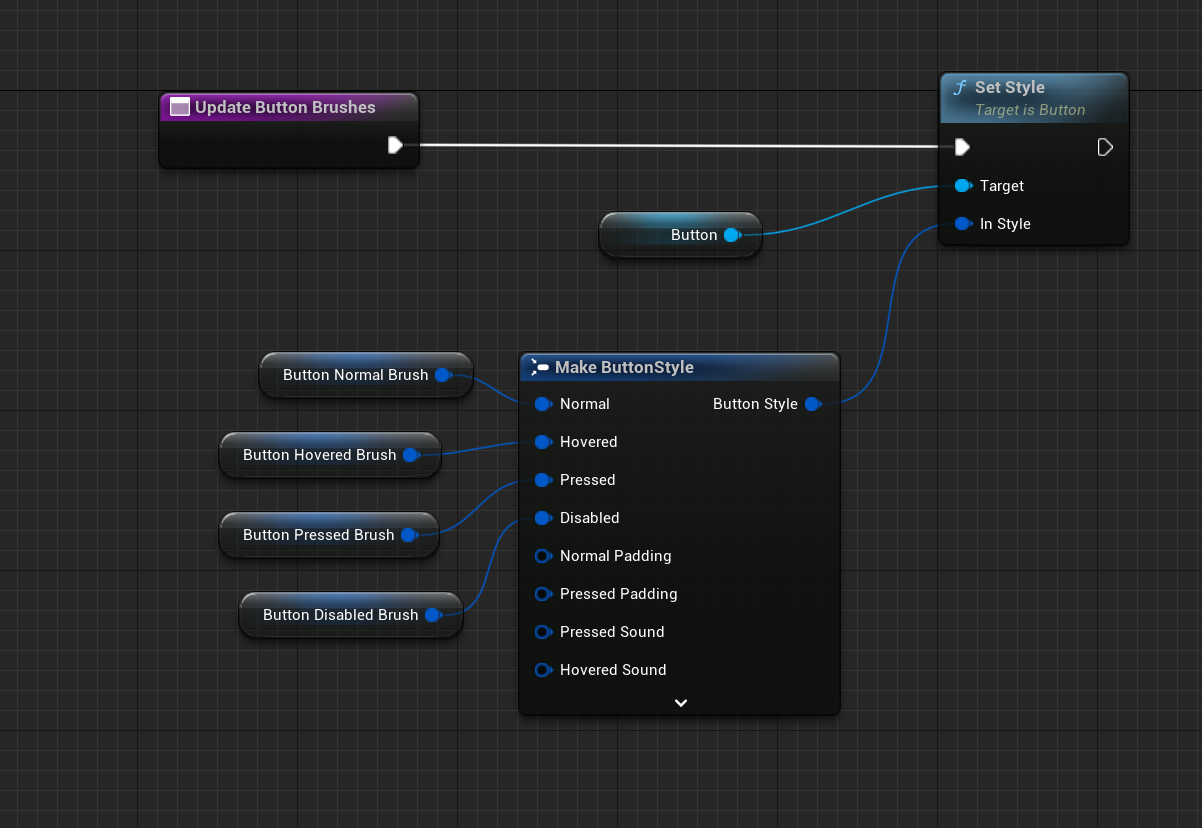 Update Button Brushes
Set Style
Target is Button
Target
In Style
Button
Button Normal Brush
Button Hovered Brush
Button Pressed Brush
Button Disabled Brush
Make ButtonStyle
Normal
Button Style
Hovered
Pressed
Disabled
Normal Padding
Pressed Padding
Pressed Sound
Hovered Sound